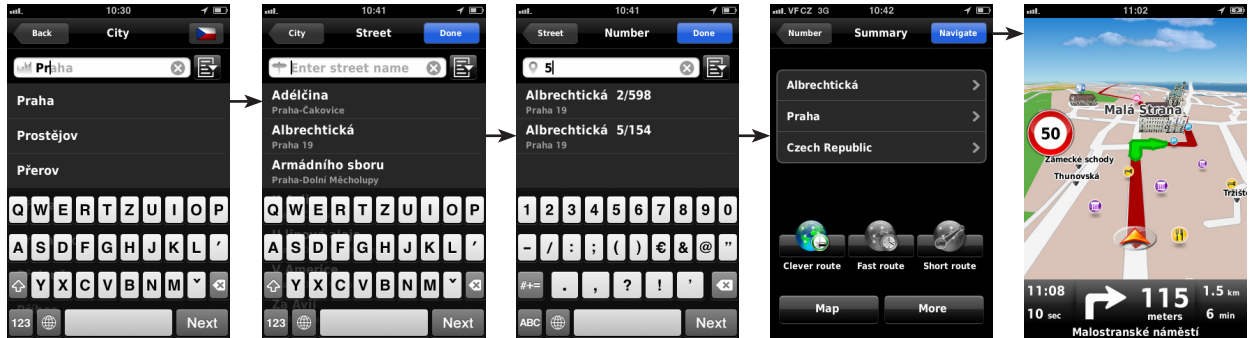 10:30
Back City
Praha
Praha
Prostějov
Přerov
Q W E R T Z U I O P
A S D F G H J K L ′
Y X C V B N M ˇ
123 Next
10:41
City Street Done
Enter street name
Adélčina
Praha-Čakovice
Albrechtická
Praha 19
Armádního sboru
Praha-Dolní Měcholupy
Q W E R T Z U I O P
A S D F G H J K L ′
V Americe
Y X C V B N M ˇ
Za Avií
123 Next
10:41
Street Number Done
5
Albrechtická 2/598
Praha 19
Albrechtická 5/154
Praha 19
1 2 3 4 5 6 7 8 9 0
- / : ; ( ) € & @ "
#+= . , ? ! '
ABC Next
VF CZ 3G 10:42
Number Summary Navigate
Albrechtická
Praha
Czech Republic
Clever route Fast route Short route
Map More
11:02
Malá Strana
50
Zámecké schody
Thunovská
Tržiště
11:08 115 1.5 km
10 sec meters 6 min
Malostranské náměstí